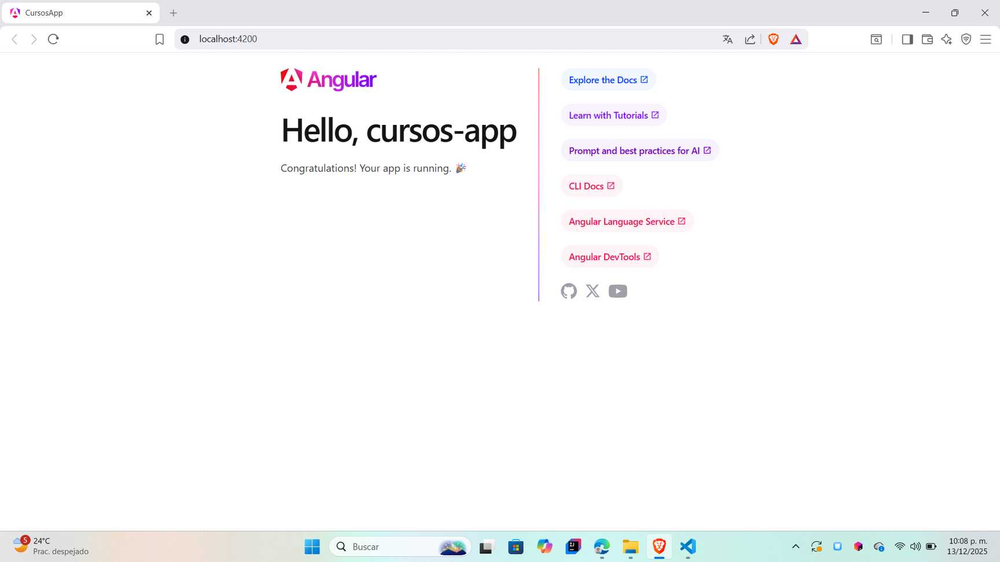 CursosApp
localhost:4200
Angular
Hello, cursos-app
Congratulations! Your app is running. 🎉
Explore the Docs
Learn with Tutorials
Prompt and best practices for AI
CLI Docs
Angular Language Service
Angular DevTools
5
24°C
Prac. despejado
Buscar
IJ
10:08 p. m.
13/12/2025